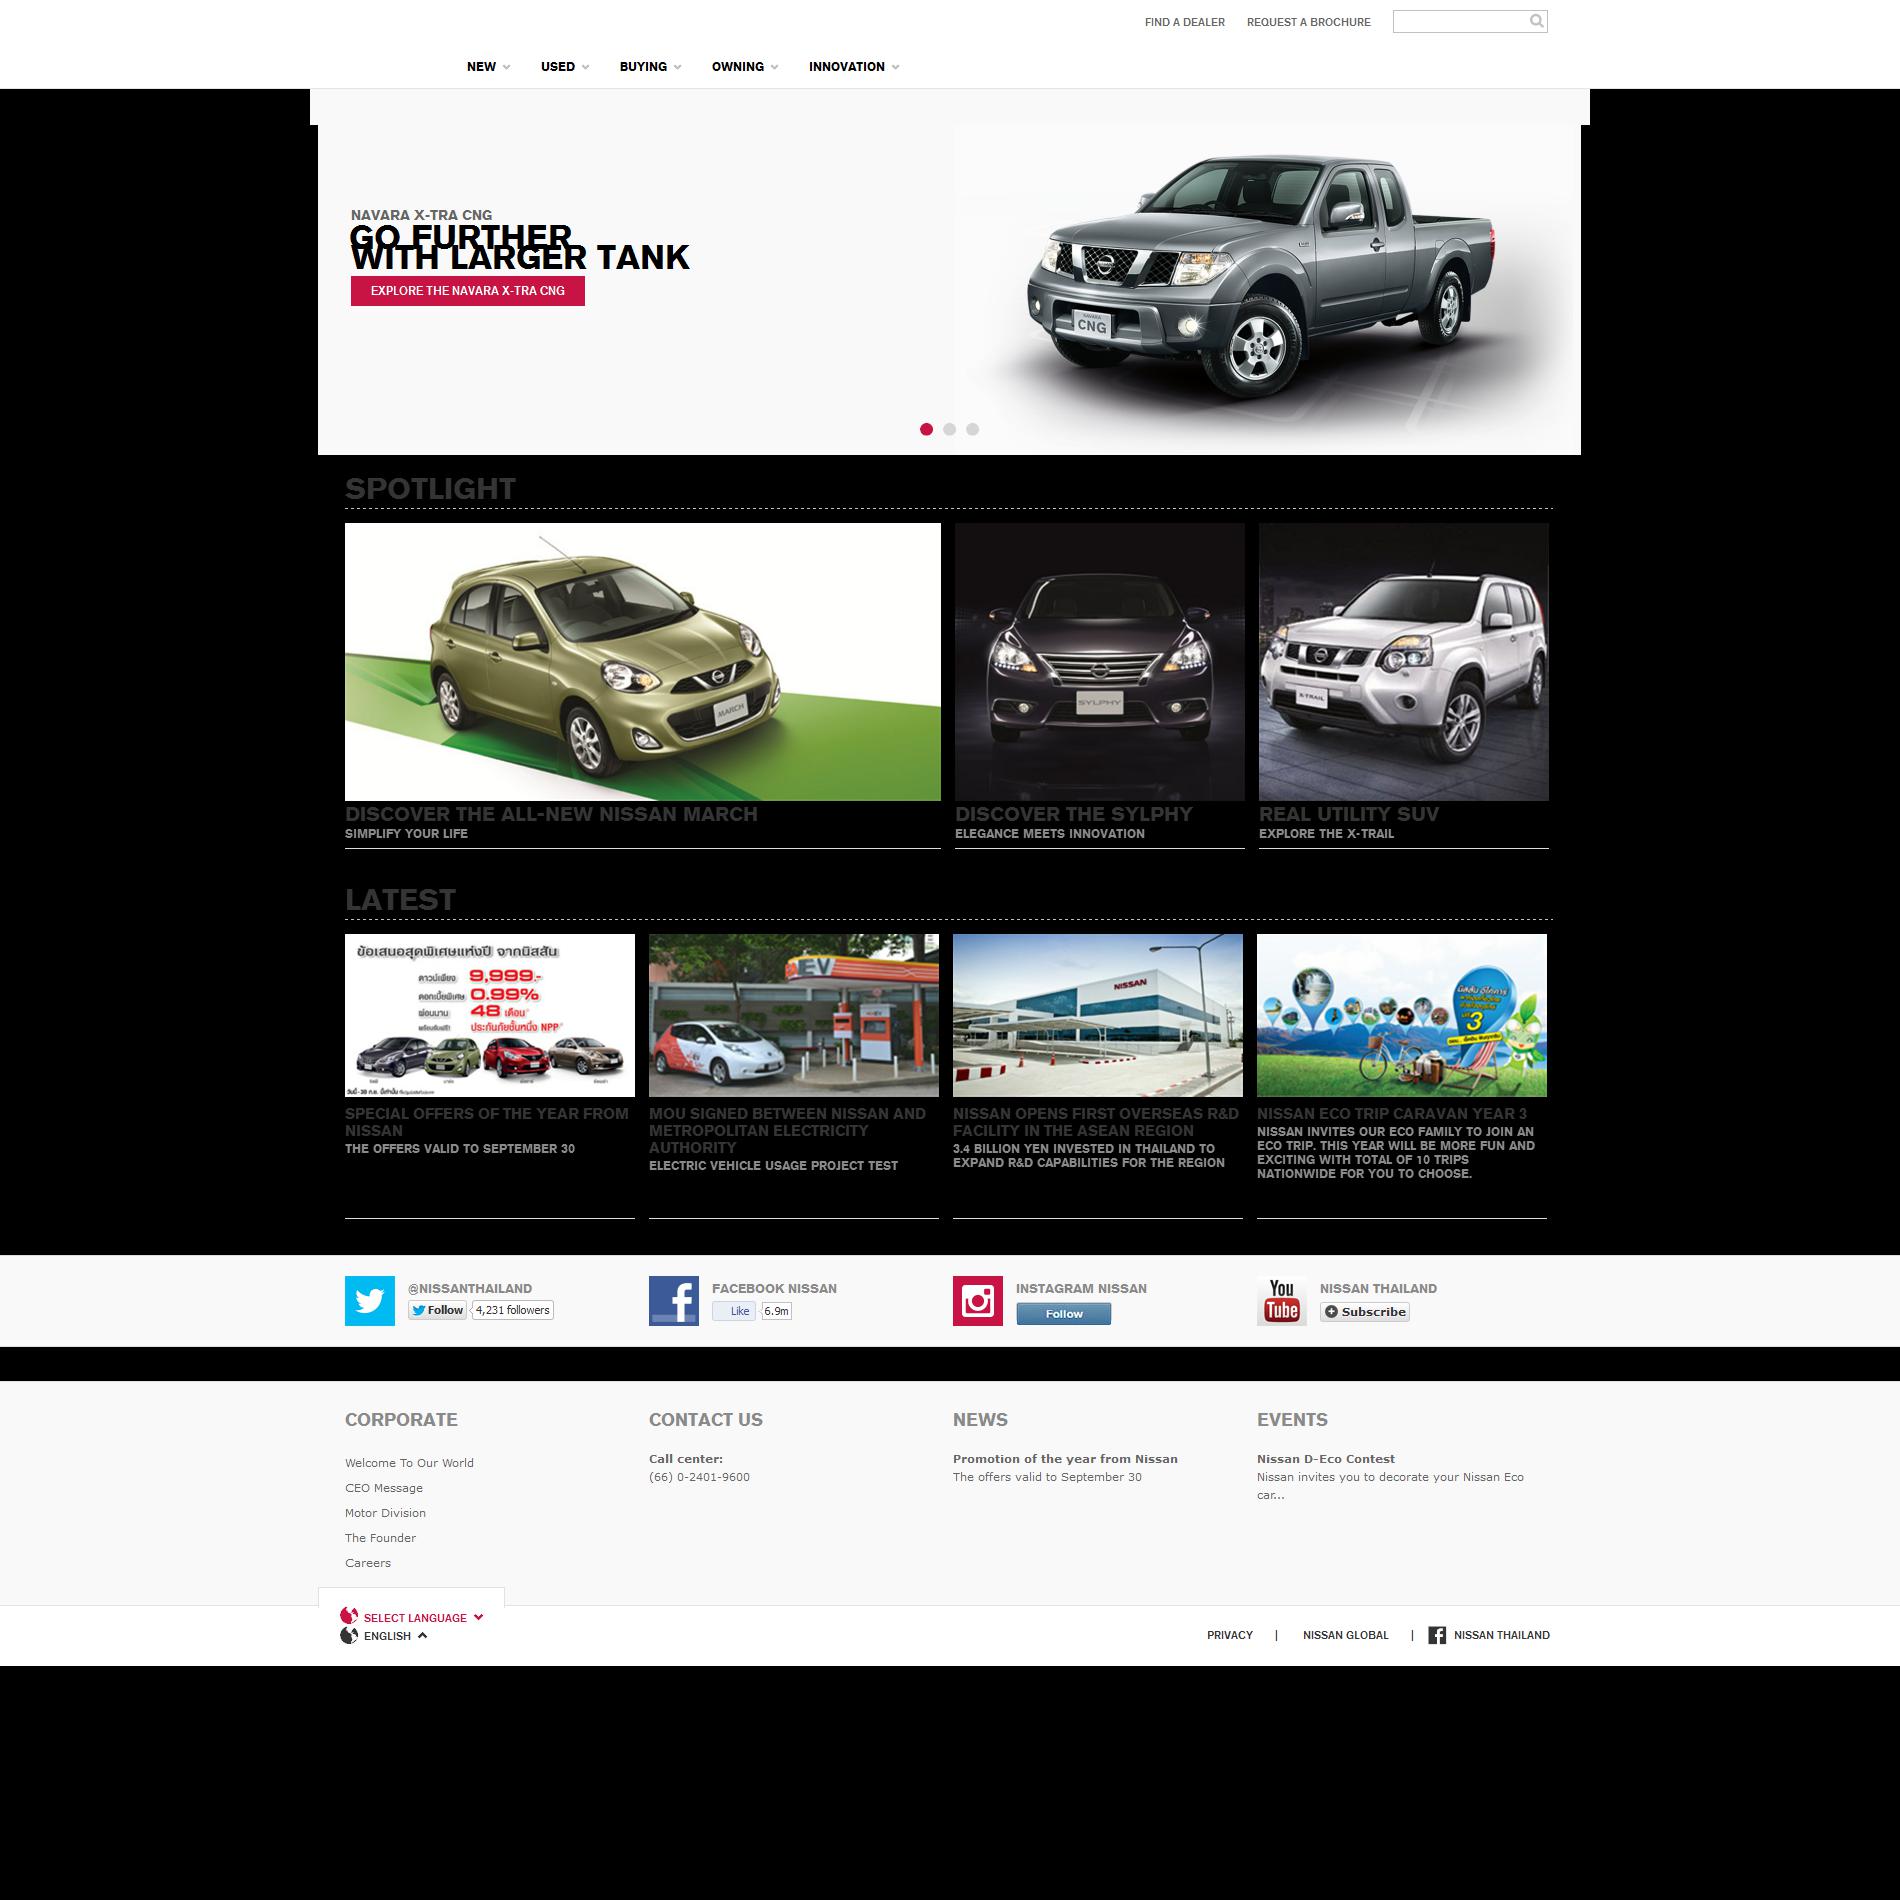 FIND A DEALER
REQUEST A BROCHURE
NEW
USED
BUYING
OWNING
INNOVATION
NAVARA X-TRA CNG
GO FURTHER
WITH LARGER TANK
EXPLORE THE NAVARA X-TRA CNG
NAVARA
CNG
SPOTLIGHT
MARCH
SYLPHY
X-TRAIL
DISCOVER THE ALL-NEW NISSAN MARCH
SIMPLIFY YOUR LIFE
DISCOVER THE SYLPHY
ELEGANCE MEETS INNOVATION
REAL UTILITY SUV
EXPLORE THE X-TRAIL
LATEST
ข้อเสนอสุดพิเศษแห่งปี จากนิสสัน
ดาวน์เพียง 9,999.-
ดอกเบี้ยพิเศษ 0.99%
ผ่อนนาน 48 เดือน*
พร้อมรับฟรี! ประกันภัยชั้นหนึ่ง NPP*
EV
NISSAN
3
SPECIAL OFFERS OF THE YEAR FROM
NISSAN
THE OFFERS VALID TO SEPTEMBER 30
MOU SIGNED BETWEEN NISSAN AND
METROPOLITAN ELECTRICITY
AUTHORITY
ELECTRIC VEHICLE USAGE PROJECT TEST
NISSAN OPENS FIRST OVERSEAS R&D
FACILITY IN THE ASEAN REGION
3.4 BILLION YEN INVESTED IN THAILAND TO
EXPAND R&D CAPABILITIES FOR THE REGION
NISSAN ECO TRIP CARAVAN YEAR 3
NISSAN INVITES OUR ECO FAMILY TO JOIN AN
ECO TRIP. THIS YEAR WILL BE MORE FUN AND
EXCITING WITH TOTAL OF 10 TRIPS
NATIONWIDE FOR YOU TO CHOOSE.
@NISSANTHAILAND
Follow 4,231 followers
FACEBOOK NISSAN
Like 6.9m
INSTAGRAM NISSAN
Follow
You
Tube
NISSAN THAILAND
Subscribe
CORPORATE
Welcome To Our World
CEO Message
Motor Division
The Founder
Careers
CONTACT US
Call center:
(66) 0-2401-9600
NEWS
Promotion of the year from Nissan
The offers valid to September 30
EVENTS
Nissan D-Eco Contest
Nissan invites you to decorate your Nissan Eco
car...
SELECT LANGUAGE
ENGLISH
PRIVACY | NISSAN GLOBAL | NISSAN THAILAND